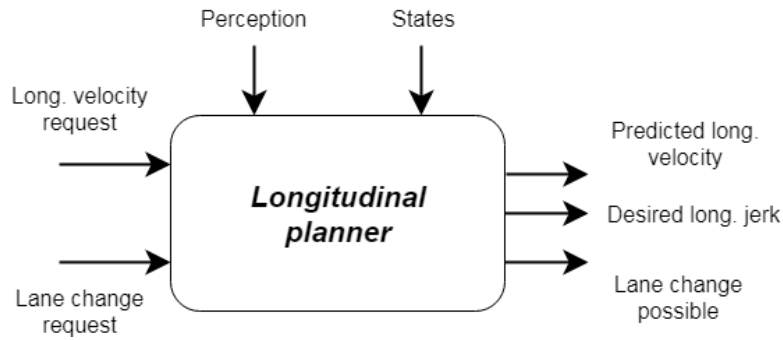 Perception
States
Long. velocity
request
Lane change
request
Longitudinal
planner
Predicted long.
velocity
Desired long. jerk
Lane change
possible